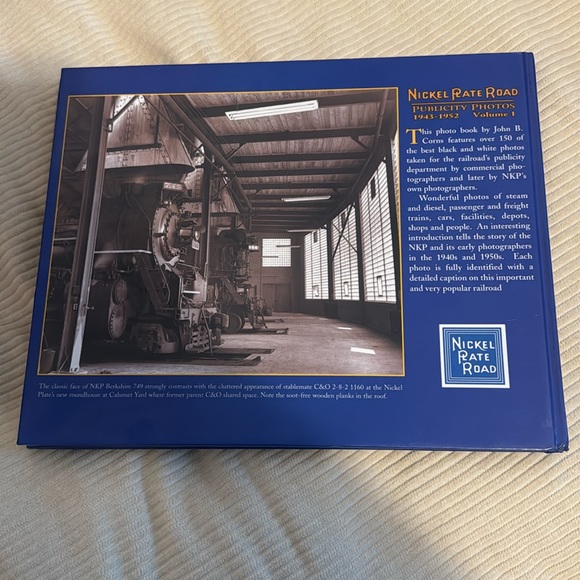 NICKEL PLATE ROAD
PUBLICITY PHOTOS
1943-1952 Volume 1
This photo book by John B.
Corns features over 150 of
the best black and white photos
taken for the railroad's publicity
department by commercial pho-
tographers and later by NKP's
own photographers.
Wonderful photos of steam
and diesel, passenger and freight
trains, cars, facilities, depots,
shops and people. An interesting
introduction tells the story of the
NKP and its early photographers
in the 1940s and 1950s. Each
photo is fully identified with a
detailed caption on this important
and very popular railroad
NICKEL
PLATE
ROAD
The classic face of NKP Berkshire 749 strongly contrasts with the cluttered appearance of stablemate C&O 2-8-2 1160 at the Nickel
Plate's new roundhouse at Calumet Yard where former parent C&O shared space. Note the soot-free wooden planks in the roof.